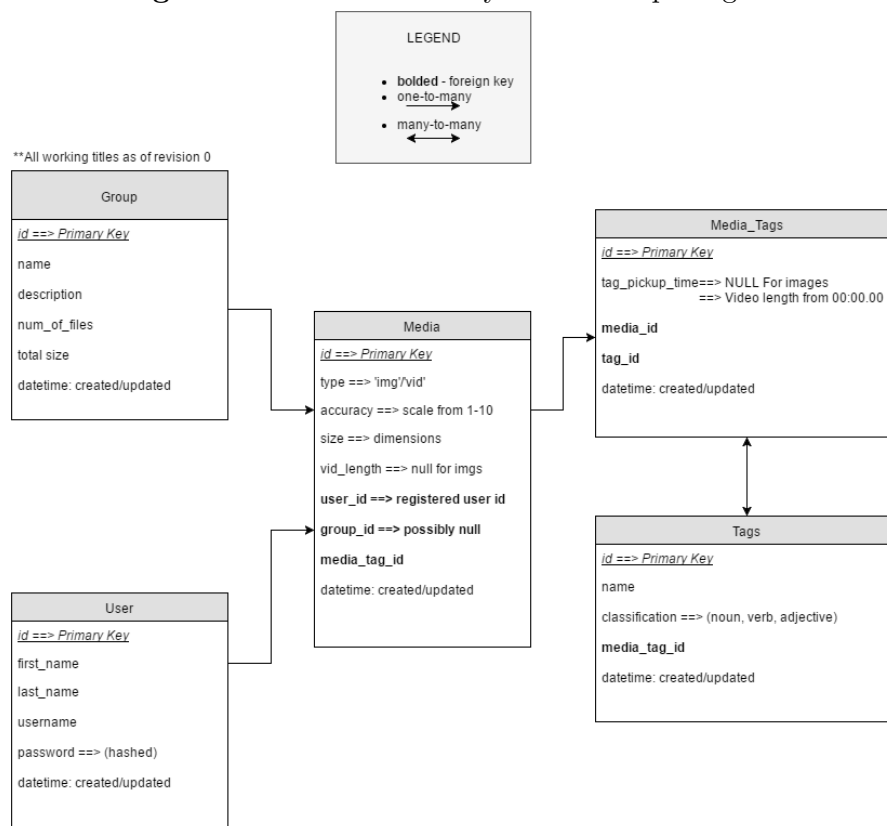 LEGEND
• bolded - foreign key
• one-to-many
• many-to-many
**All working titles as of revision 0
Group
id ==> Primary Key
name
description
num_of_files
total size
datetime: created/updated
User
id ==> Primary Key
first_name
last_name
username
password ==> (hashed)
datetime: created/updated
Media
id ==> Primary Key
type ==> 'img'/'vid'
accuracy ==> scale from 1-10
size ==> dimensions
vid_length ==> null for imgs
user_id ==> registered user id
group_id ==> possibly null
media_tag_id
datetime: created/updated
Media_Tags
id ==> Primary Key
tag_pickup_time==> NULL For images
==> Video length from 00:00.00
media_id
tag_id
datetime: created/updated
Tags
id ==> Primary Key
name
classification ==> (noun, verb, adjective)
media_tag_id
datetime: created/updated